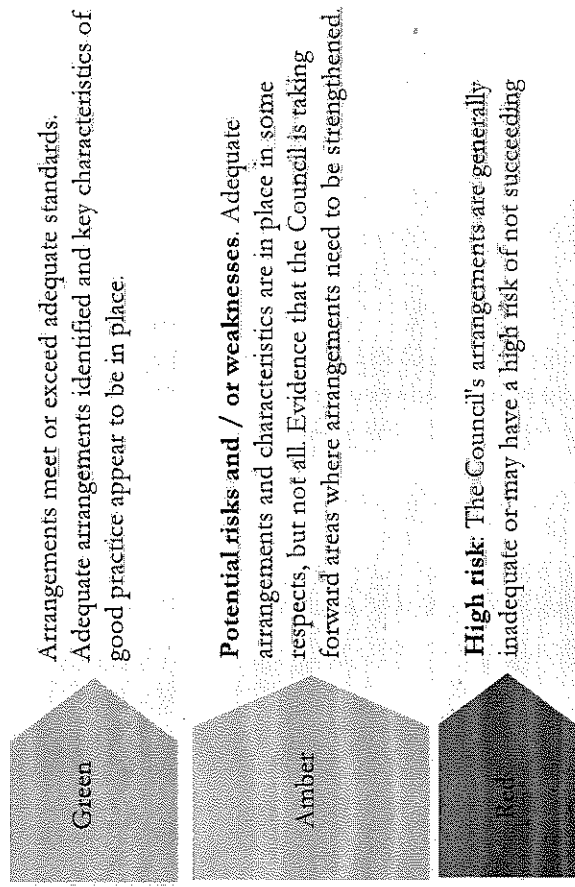 Green
Arrangements meet or exceed adequate standards.
Adequate arrangements identified and key characteristics of
good practice appear to be in place.
Amber
Potential risks and / or weaknesses. Adequate
arrangements and characteristics are in place in some
respects, but not all. Evidence that the Council is taking
forward areas where arrangements need to be strengthened.
Red
High risk: The Council's arrangements are generally
inadequate or may have a high risk of not succeeding